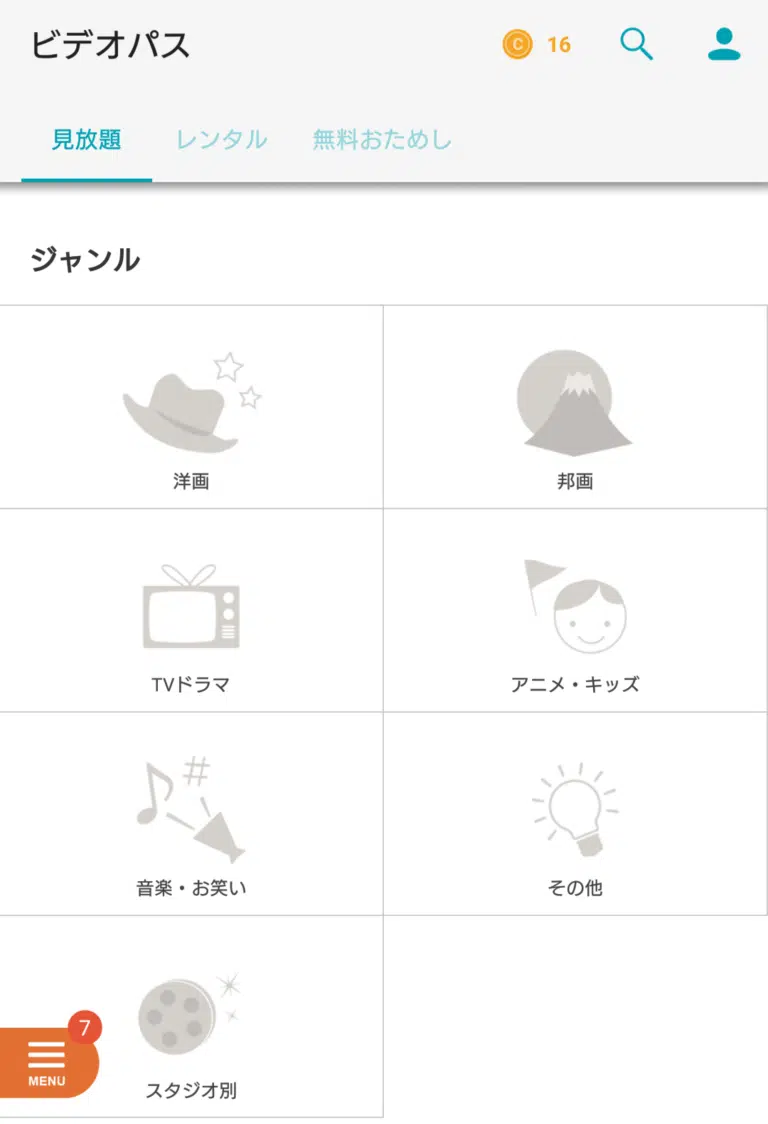 ビデオパス
C 16
見放題 レンタル 無料おためし
ジャンル
洋画 邦画
TVドラマ アニメ・キッズ
音楽・お笑い その他
7
MENU
スタジオ別